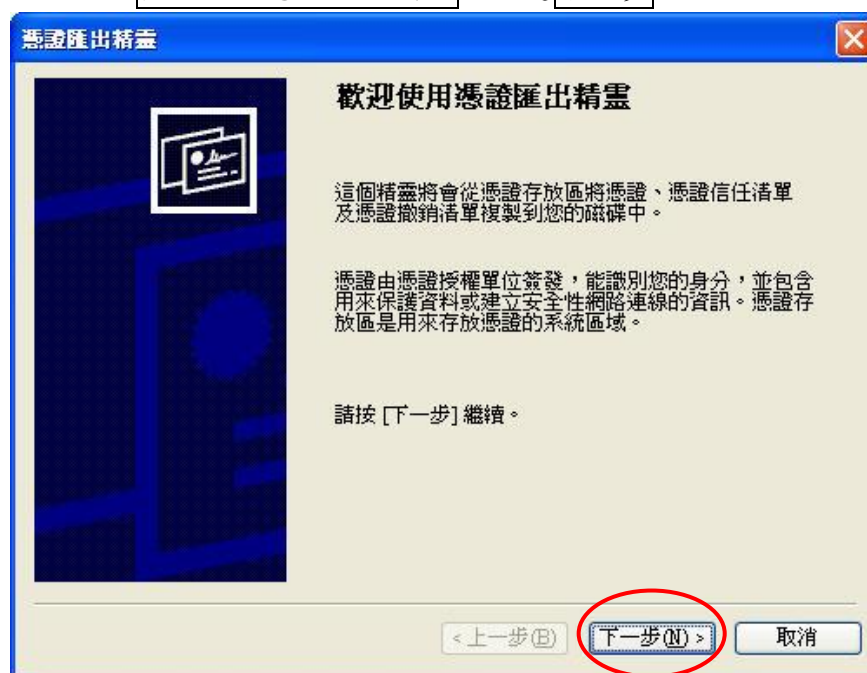 憑證匯出精靈
歡迎使用憑證匯出精靈
這個精靈將會從憑證存放區將憑證、憑證信任清單
及憑證撤銷清單複製到您的磁碟中。
憑證由憑證授權單位簽發，能識別您的身分，並包含
用來保護資料或建立安全性網路連線的資訊。憑證存
放區是用來存放憑證的系統區域。
請按 [下一步] 繼續。
<上一步(B) 下一步(N)> 取消